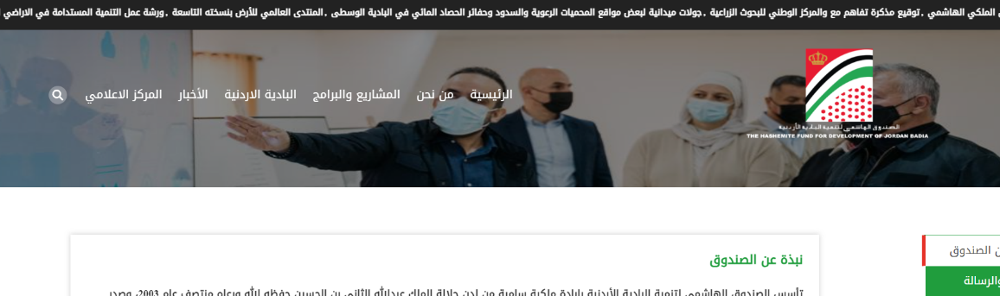 الملكي الهاشمي , توقيع مذكرة تفاهم مع والمركز الوطني للبحوث الزراعية , جولات ميدانية لبعض مواقع المحميات الرعوية والسدود وحفائر الحصاد المائي في البادية الوسطى , المنتدى العالمي للأرض بنسخته التاسعة , ورشة عمل التنمية المستدامة في الاراضي
الصندوق الهاشمي لتنمية البادية الأردنية
THE HASHEMITE FUND FOR DEVELOPMENT OF JORDAN BADIA
الرئيسية من نحن المشاريع والبرامج البادية الاردنية الأخبار المركز الاعلامي
الصندوق
والرسالة
نبذة عن الصندوق
تأسس الصندوق الهاشمي لتنمية البادية الأردنية بإرادة ملكية سامية من لدن جلالة الملك عبدالله الثاني بن الحسين حفظه الله ورعاه منتصف عام 2003، وصدر